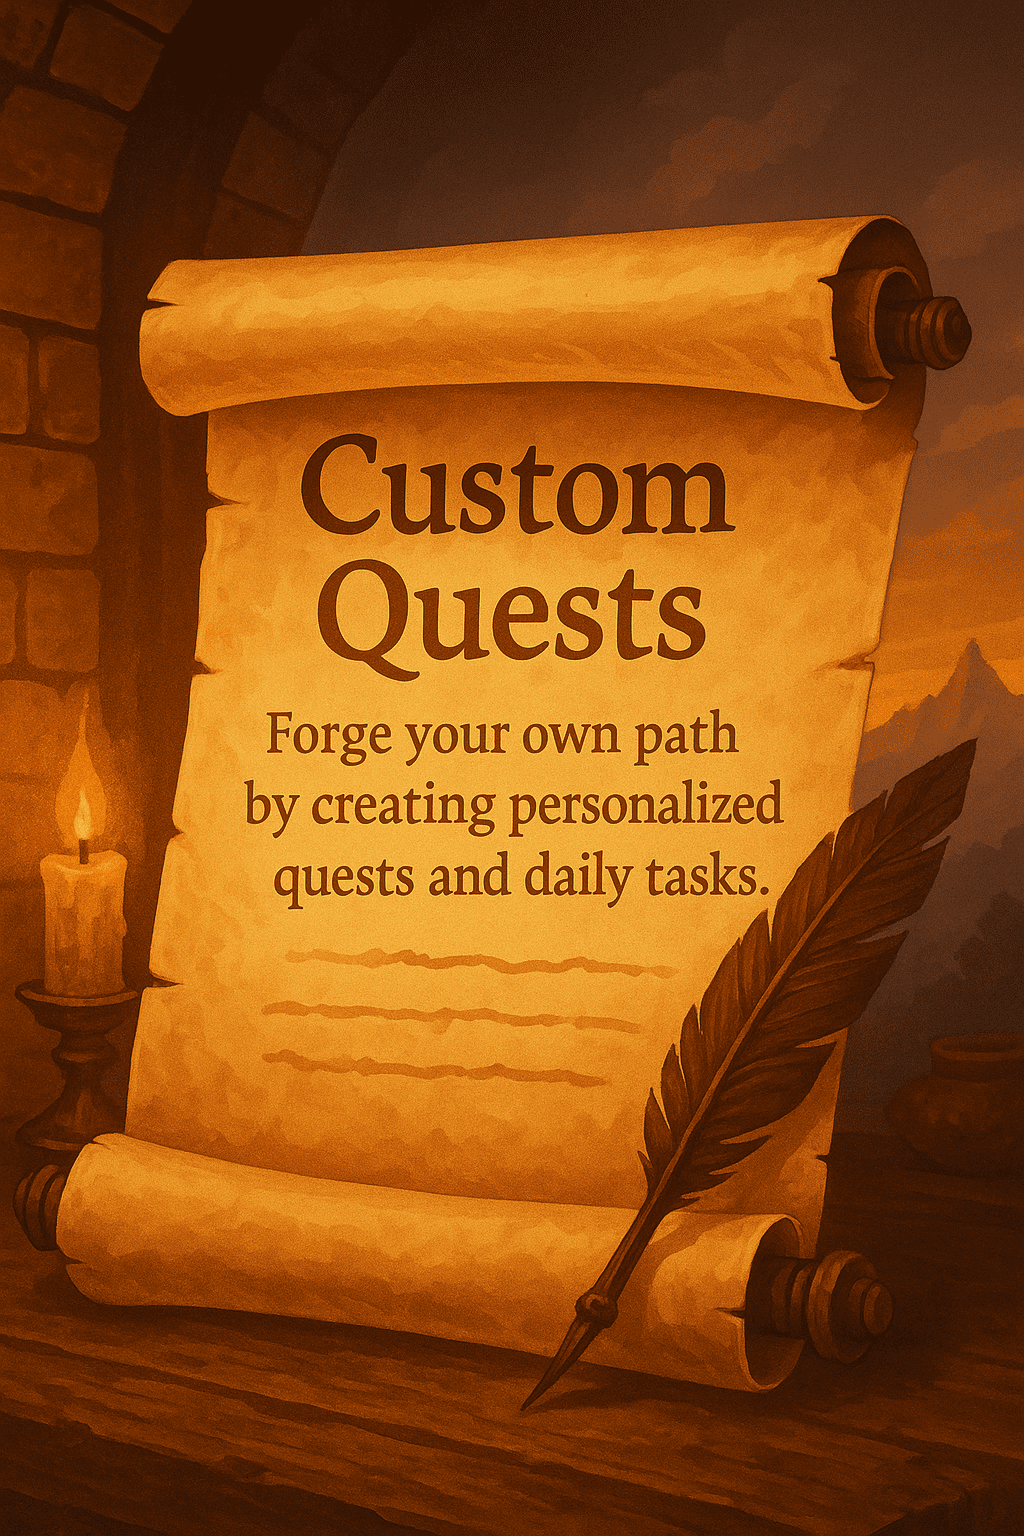 Custom
Quests
Forge your own path
by creating personalized
quests and daily tasks.